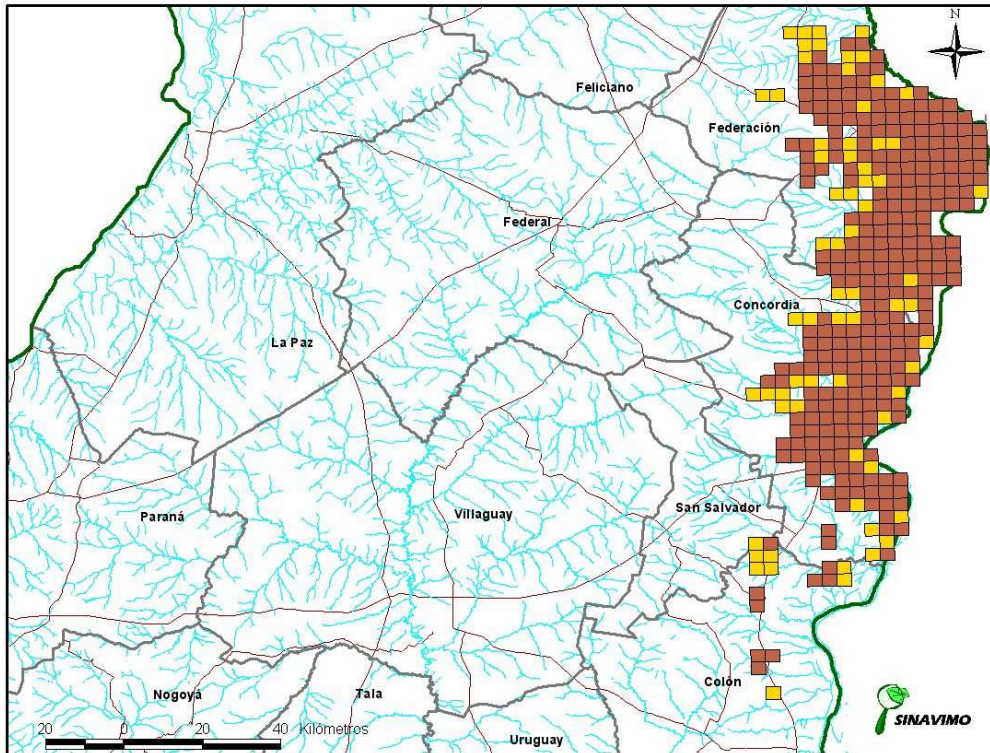 N
Feliciano
Federación
Federal
Concordia
La Paz
San Salvador
Paraná
Villaguay
Colón
Nogoyá
Tala
20 0 20 40 Kilómetros
SINAVIMO
Uruguay